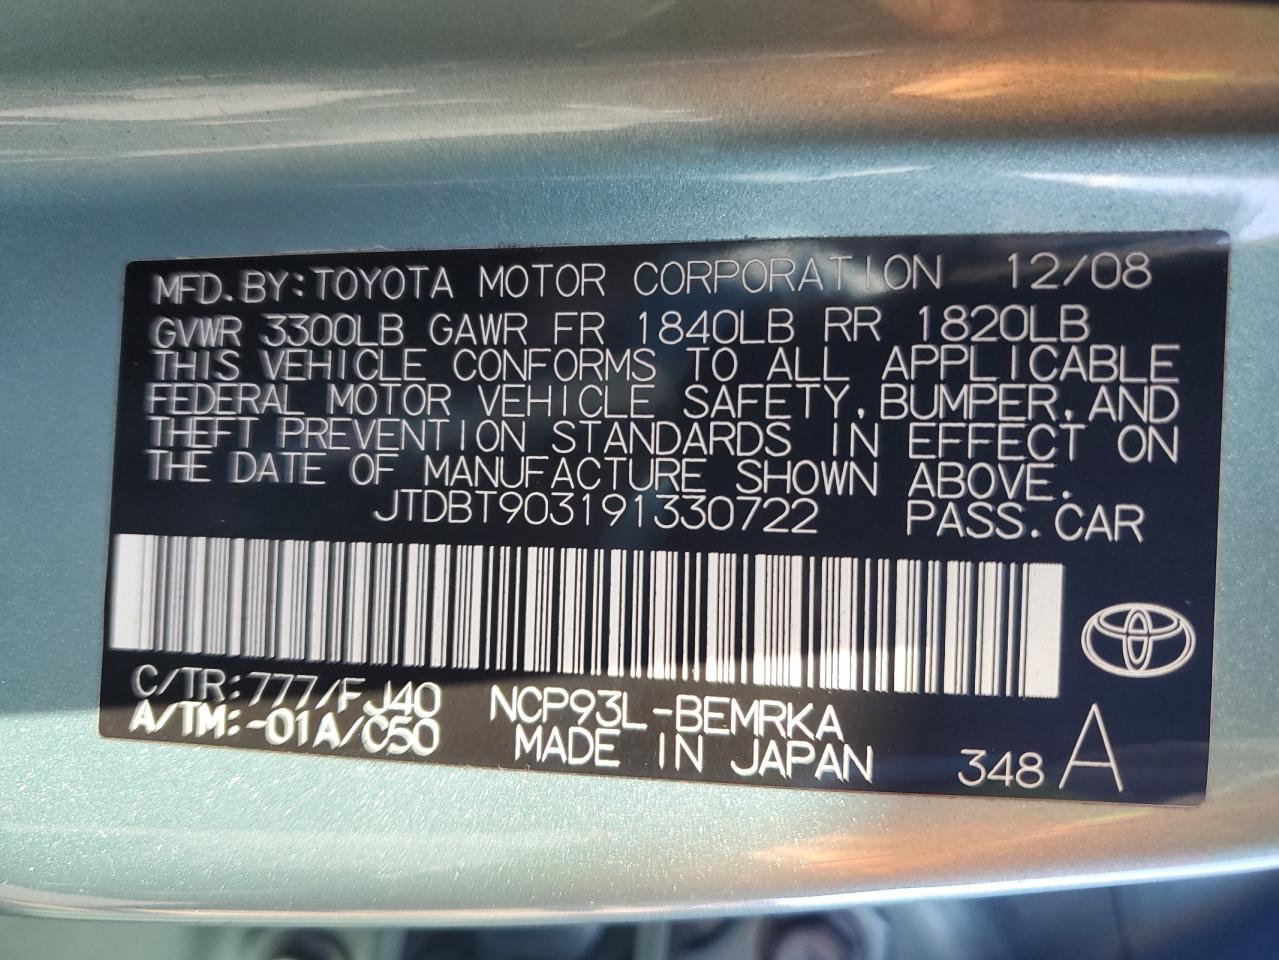 MFD.BY:TOYOTA MOTOR CORPORATION 12/08
GVWR 3300LB GAWR FR 1840LB RR 1820LB
THIS VEHICLE CONFORMS TO ALL APPLICABLE
FEDERAL MOTOR VEHICLE SAFETY,BUMPER,AND
THEFT PREVENTION STANDARDS IN EFFECT ON
THE DATE OF MANUFACTURE SHOWN ABOVE.
JTDBT903191330722 PASS.CAR
C/TR:777/FJ40 NCP93L-BEMRKA
A/TM:-01A/C50 MADE IN JAPAN 348 A